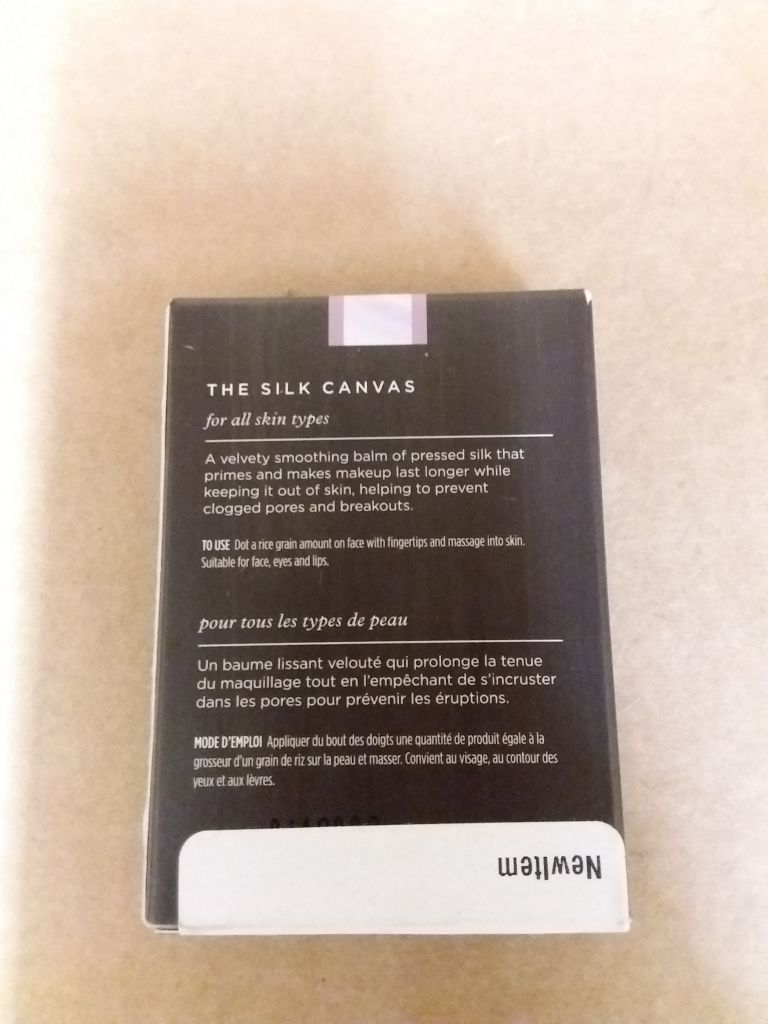 THE SILK CANVAS
for all skin types
A velvety smoothing balm of pressed silk that
primes and makes makeup last longer while
keeping it out of skin, helping to prevent
clogged pores and breakouts.
TO USE Dot a rice grain amount on face with fingertips and massage into skin.
Suitable for face, eyes and lips.
pour tous les types de peau
Un baume lissant velouté qui prolonge la tenue
du maquillage tout en l'empêchant de s'incruster
dans les pores pour prévenir les éruptions.
MODE D'EMPLOI Appliquer du bout des doigts une quantité de produit égale à la
grosseur d'un grain de riz sur la peau et masser. Convient au visage, au contour des
yeux et aux lèvres.
NewItem